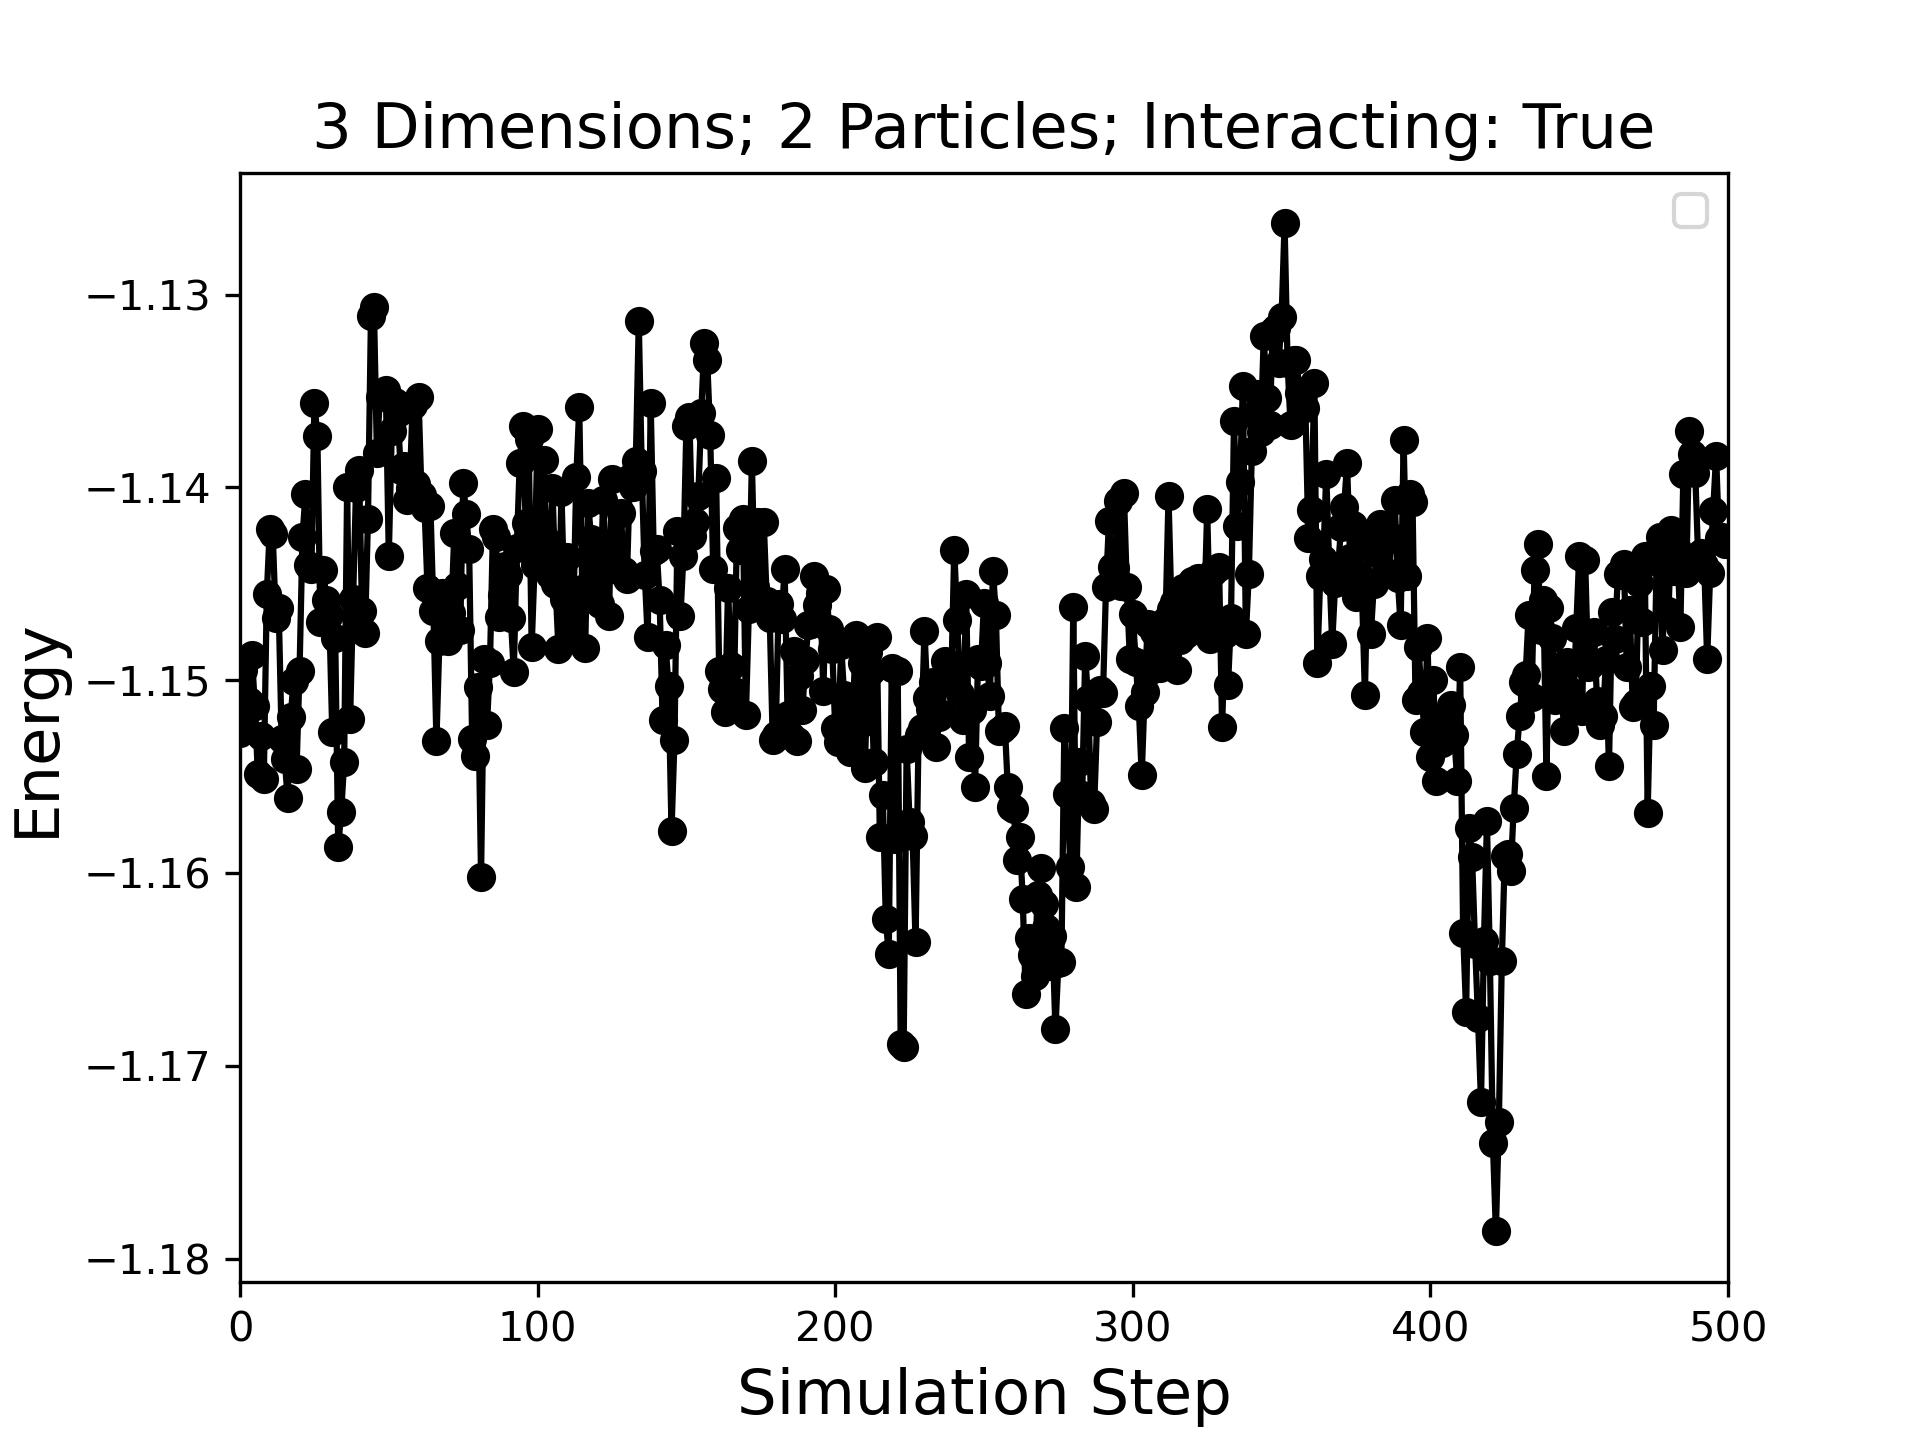 3 Dimensions; 2 Particles; Interacting: True
Energy
−1.13
−1.14
−1.15
−1.16
−1.17
−1.18
0 100 200 300 400 500
Simulation Step